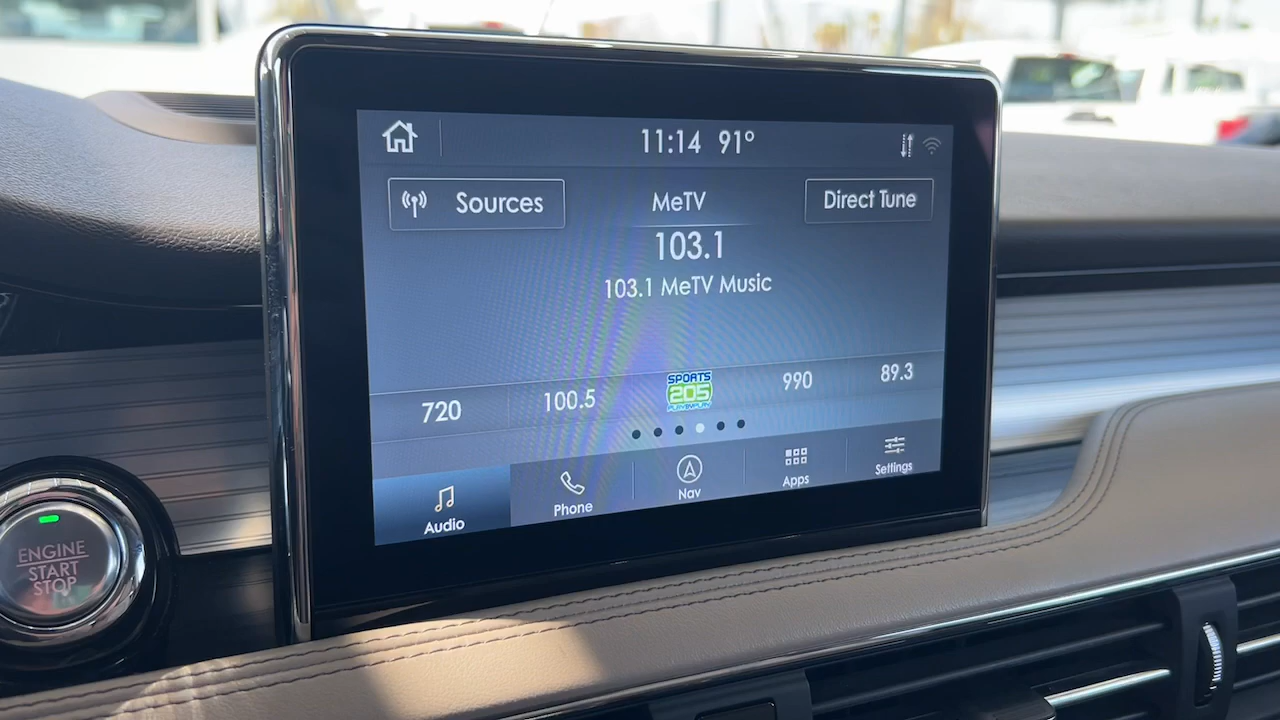 11:14 91°
Sources
MeTV
Direct Tune
103.1
103.1 MeTV Music
720
100.5
SPORTS
205
990
89.3
Audio
Phone
Nav
Apps
Settings
ENGINE
START
STOP